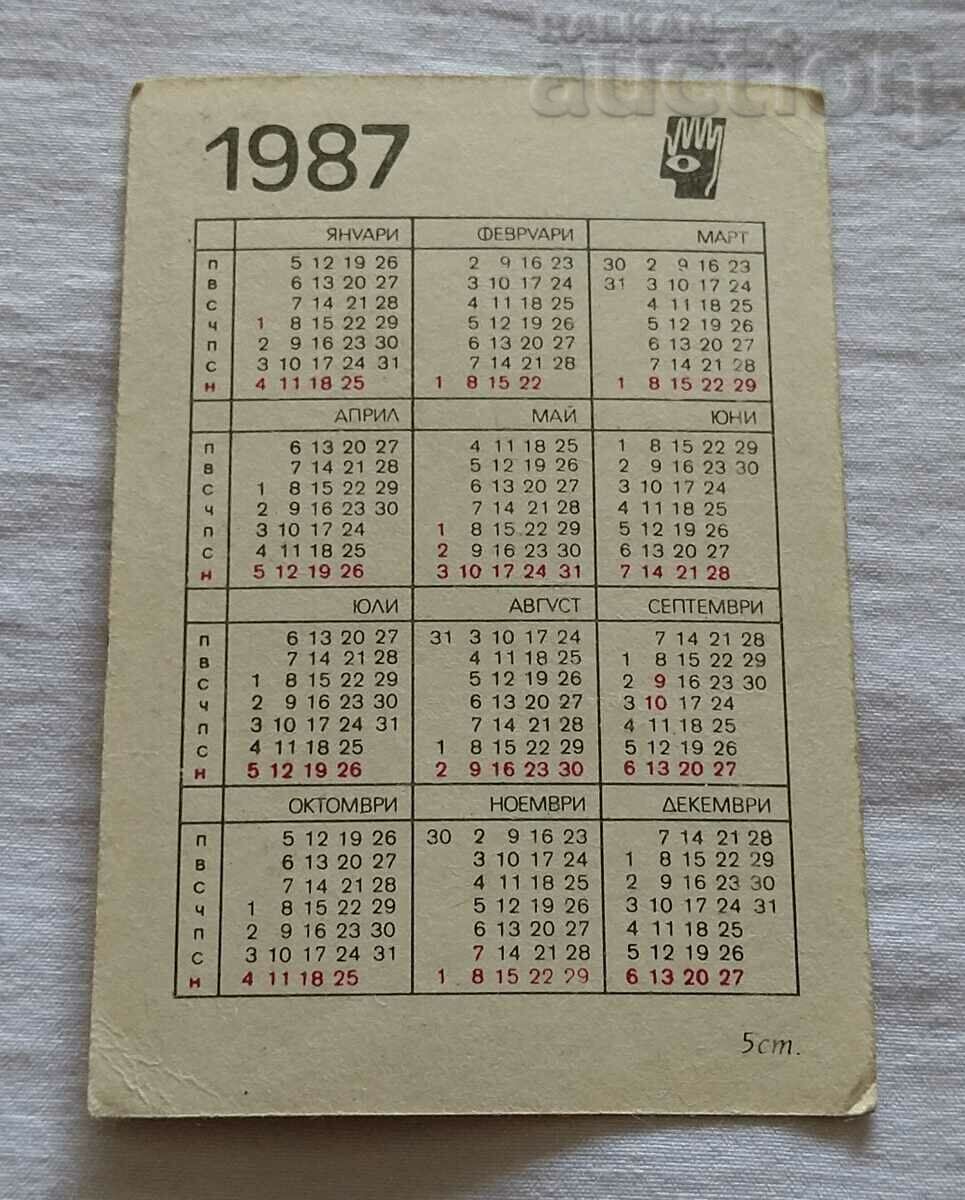 BALKAN
auction
1987
ЯНУАРИ ФЕВРУАРИ МАРТ
П 5 12 19 26 2 9 16 23 30 2 9 16 23
В 6 13 20 27 3 10 17 24 31 3 10 17 24
С 7 14 21 28 4 11 18 25 4 11 18 25
Ч 1 8 15 22 29 5 12 19 26 5 12 19 26
П 2 9 16 23 30 6 13 20 27 6 13 20 27
С 3 10 17 24 31 7 14 21 28 7 14 21 28
Н 4 11 18 25 1 8 15 22 1 8 15 22 29
АПРИЛ МАЙ ЮНИ
П 6 13 20 27 4 11 18 25 1 8 15 22 29
В 7 14 21 28 5 12 19 26 2 9 16 23 30
С 1 8 15 22 29 6 13 20 27 3 10 17 24
Ч 2 9 16 23 30 7 14 21 28 4 11 18 25
П 3 10 17 24 1 8 15 22 29 5 12 19 26
С 4 11 18 25 2 9 16 23 30 6 13 20 27
Н 5 12 19 26 3 10 17 24 31 7 14 21 28
ЮЛИ АВГУСТ СЕПТЕМВРИ
П 6 13 20 27 31 3 10 17 24 7 14 21 28
В 7 14 21 28 4 11 18 25 1 8 15 22 29
С 1 8 15 22 29 5 12 19 26 2 9 16 23 30
Ч 2 9 16 23 30 6 13 20 27 3 10 17 24
П 3 10 17 24 31 7 14 21 28 4 11 18 25
С 4 11 18 25 1 8 15 22 29 5 12 19 26
Н 5 12 19 26 2 9 16 23 30 6 13 20 27
ОКТОМВРИ НОЕМВРИ ДЕКЕМВРИ
П 5 12 19 26 30 2 9 16 23 7 14 21 28
В 6 13 20 27 3 10 17 24 1 8 15 22 29
С 7 14 21 28 4 11 18 25 2 9 16 23 30
Ч 1 8 15 22 29 5 12 19 26 3 10 17 24 31
П 2 9 16 23 30 6 13 20 27 4 11 18 25
С 3 10 17 24 31 7 14 21 28 5 12 19 26
Н 4 11 18 25 1 8 15 22 29 6 13 20 27
5 cm.